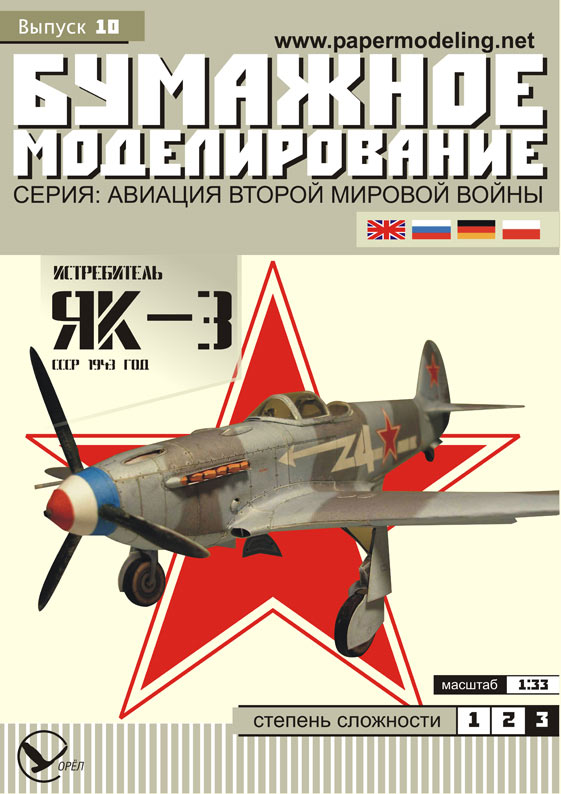 Выпуск 10
www.papermodeling.net
БУМАЖНОЕ
МОДЕЛИРОВАНИЕ
СЕРИЯ: АВИАЦИЯ ВТОРОЙ МИРОВОЙ ВОЙНЫ
ИСТРЕБИТЕЛЬ
ЯК-3
СССР 1943 ГОД
4
масштаб 1:33
степень сложности 1 2 3
ОРЁЛ